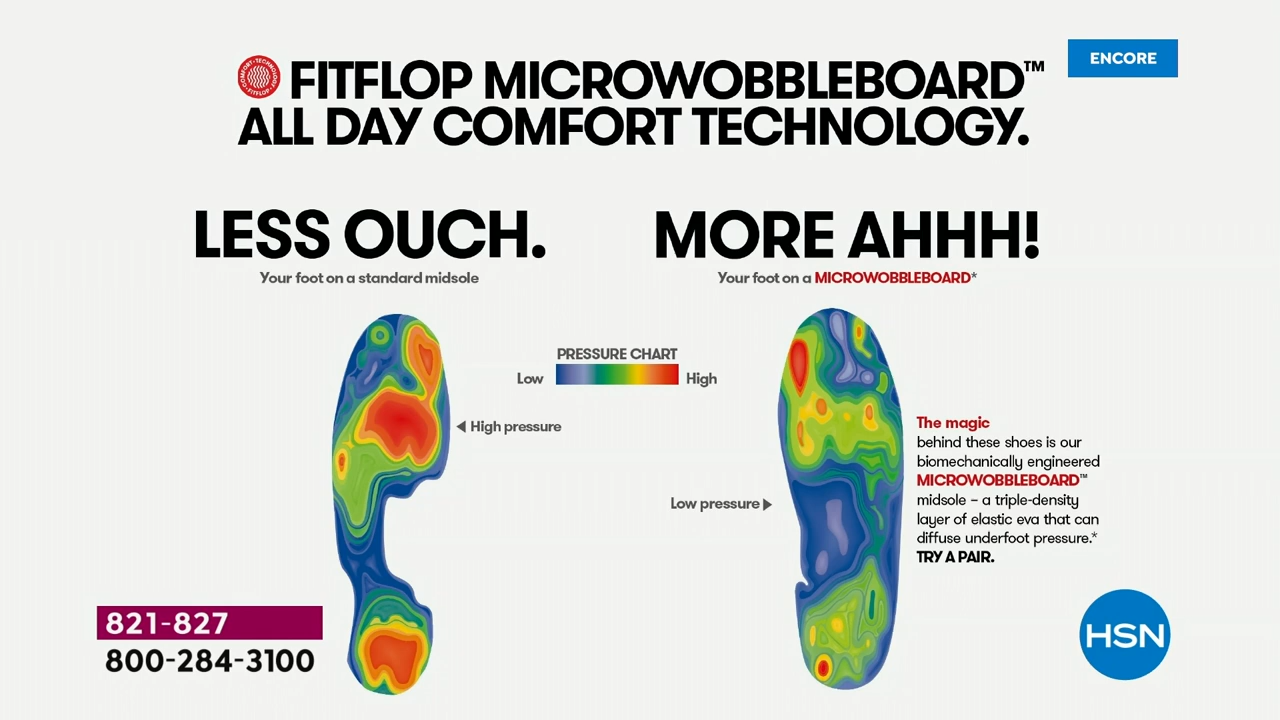 ENCORE
FITFLOP MICROWOBBLEBOARD™
ALL DAY COMFORT TECHNOLOGY.
LESS OUCH.
Your foot on a standard midsole
MORE AHHH!
Your foot on a MICROWOBBLEBOARD*
PRESSURE CHART
Low
High
High pressure
Low pressure
The magic
behind these shoes is our
biomechanically engineered
MICROWOBBLEBOARD™
midsole – a triple-density
layer of elastic eva that can
diffuse underfoot pressure.*
TRY A PAIR.
821-827
800-284-3100
HSN